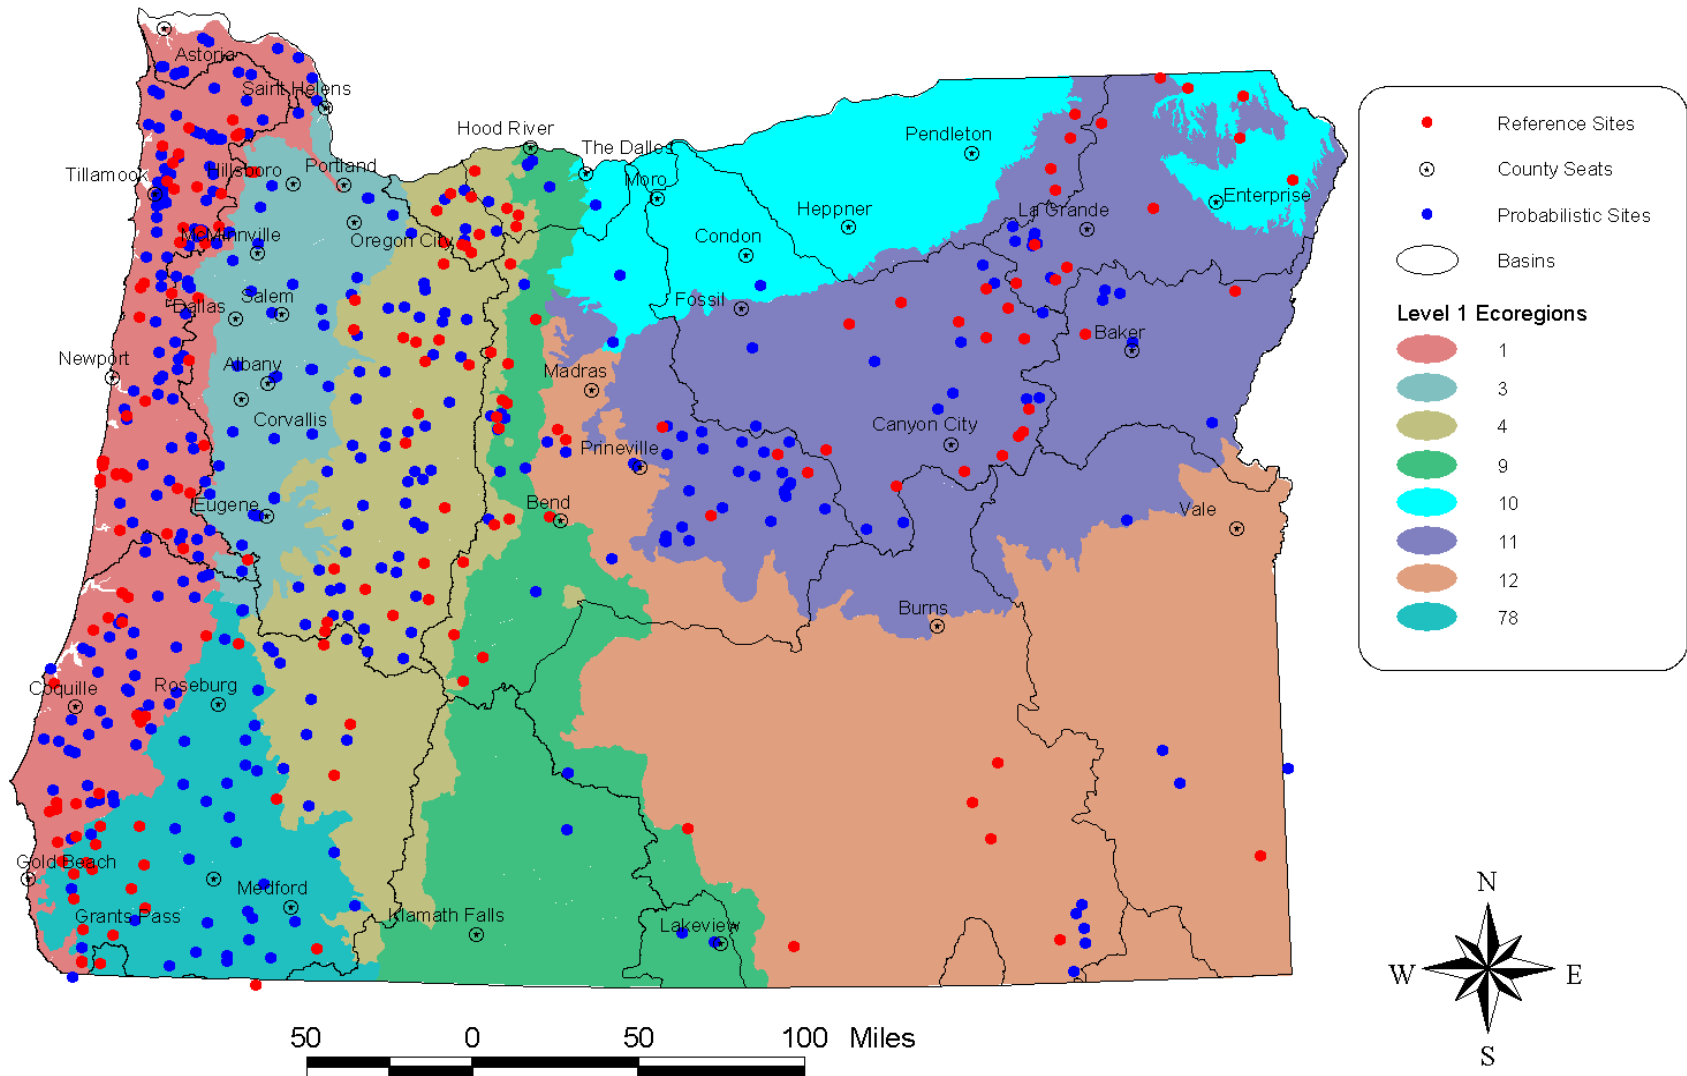 Astoria
Saint Helens
Hood River
The Dalles
Pendleton
Tillamook
Hillsboro
Portland
Moro
Enterprise
Heppner
La Grande
McMinnville
Oregon City
Condon
Dallas
Salem
Fossil
Baker
Newport
Albany
Madras
Corvallis
Canyon City
Prineville
Eugene
Bend
Vale
Burns
Coquille
Roseburg
Gold Beach
Medford
Grants Pass
Klamath Falls
Lakeview
Reference Sites
County Seats
Probabilistic Sites
Basins
Level 1 Ecoregions
1
3
4
9
10
11
12
78
N
W
E
S
50 0 50 100 Miles